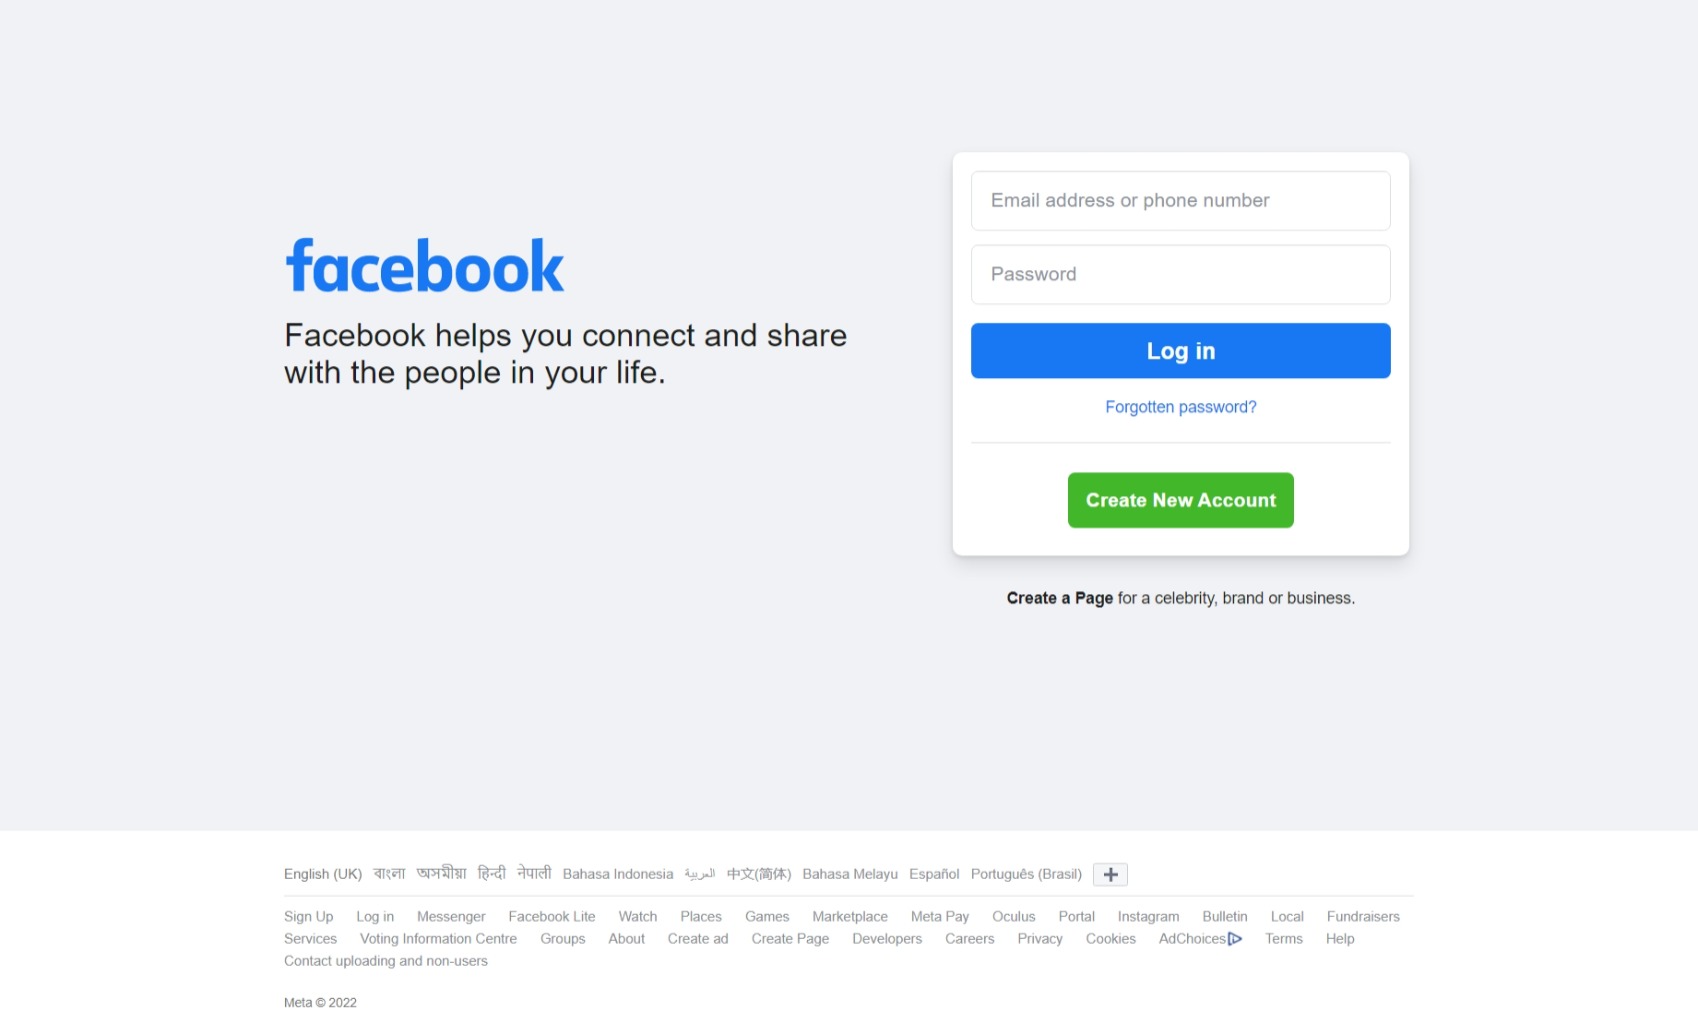 facebook
Facebook helps you connect and share
with the people in your life.
Email address or phone number
Password
Log in
Forgotten password?
Create New Account
Create a Page for a celebrity, brand or business.
English (UK) বাংলা অসমীয়া हिन्दी नेपाली Bahasa Indonesia العربية 中文(简体) Bahasa Melayu Español Português (Brasil)
Sign Up Log in Messenger Facebook Lite Watch Places Games Marketplace Meta Pay Oculus Portal Instagram Bulletin Local Fundraisers
Services Voting Information Centre Groups About Create ad Create Page Developers Careers Privacy Cookies AdChoices Terms Help
Contact uploading and non-users
Meta © 2022